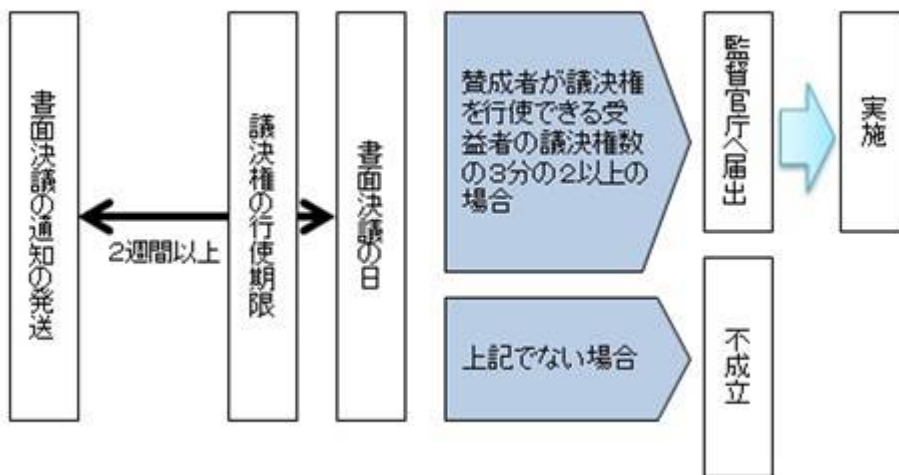 書面決議の通知の発送
2週間以上
議決権の行使期限
書面決議の日
賛成者が議決権
を行使できる受
益者の議決権数
の3分の2以上の
場合
監督官庁へ届出
実施
上記でない場合
不成立